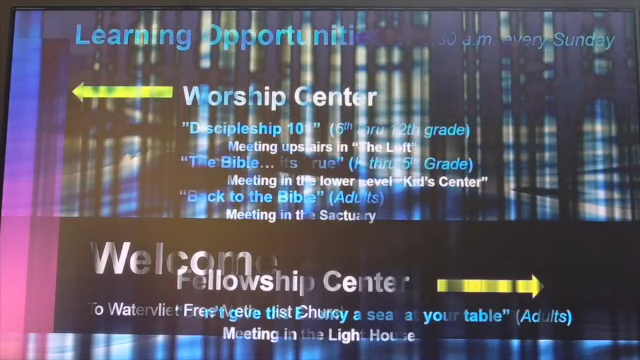 Learning Opportunities :30 a.m. every Sunday
Worship Center
"Discipleship 101" (6th thru 12th grade)
Meeting upstairs in "The Loft"
"The Bible... its True" (K thru 5th Grade)
Meeting in the lower Level "Kid's Center"
"Back to the Bible" (Adults)
Meeting in the Sactuary
Welcome
Fellowship Center
To Watervliet Free Methodist Church
give the a seat at your table" (Adults)
Meeting in the Light House